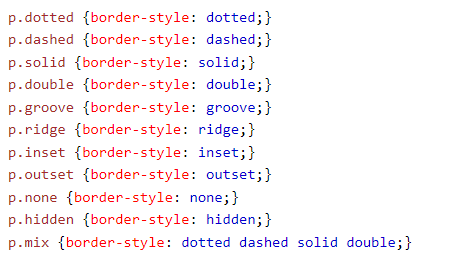 p.dotted {border-style: dotted;}
p.dashed {border-style: dashed;}
p.solid {border-style: solid;}
p.double {border-style: double;}
p.groove {border-style: groove;}
p.ridge {border-style: ridge;}
p.inset {border-style: inset;}
p.outset {border-style: outset;}
p.none {border-style: none;}
p.hidden {border-style: hidden;}
p.mix {border-style: dotted dashed solid double;}